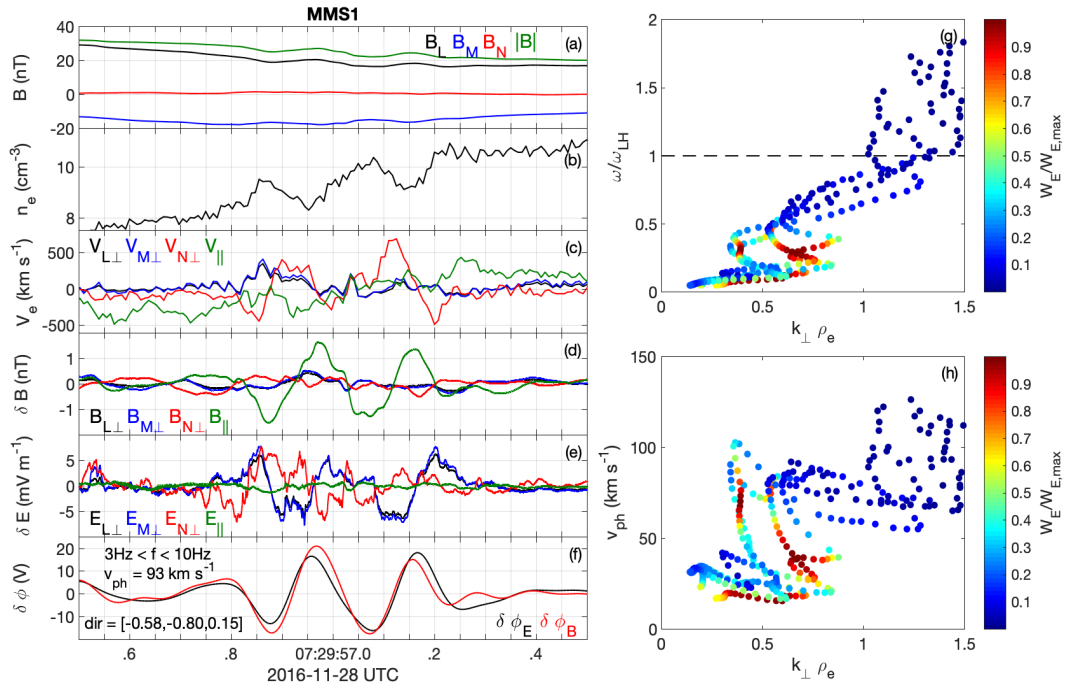 MMS1
40
20
0
-20
B (nT)
B_L B_M B_N |B|
(a)
10
8
n_e (cm^-3)
(b)
500
0
-500
V_e (km s^-1)
V_L⊥ V_M⊥ V_N⊥ V_||
(c)
1
0
-1
δ B (nT)
B_L⊥ B_M⊥ B_N⊥ B_||
(d)
5
0
-5
δ E (mV m^-1)
E_L⊥ E_M⊥ E_N⊥ E_||
(e)
20
10
0
-10
δ ϕ (V)
3Hz < f < 10Hz
v_ph = 93 km s^-1
dir = [-0.58,-0.80,0.15]
δ ϕ_E δ ϕ_B
(f)
.6 .8 07:29:57.0 .2 .4
2016-11-28 UTC
2
1.5
1
0.5
0
ω/ω_LH
(g)
0 0.5 1 1.5
k_⊥ ρ_e
0.9
0.8
0.7
0.6
0.5
0.4
0.3
0.2
0.1
W_E/W_E,max
150
100
50
0
v_ph (km s^-1)
(h)
0 0.5 1 1.5
k_⊥ ρ_e
0.9
0.8
0.7
0.6
0.5
0.4
0.3
0.2
0.1
W_E/W_E,max